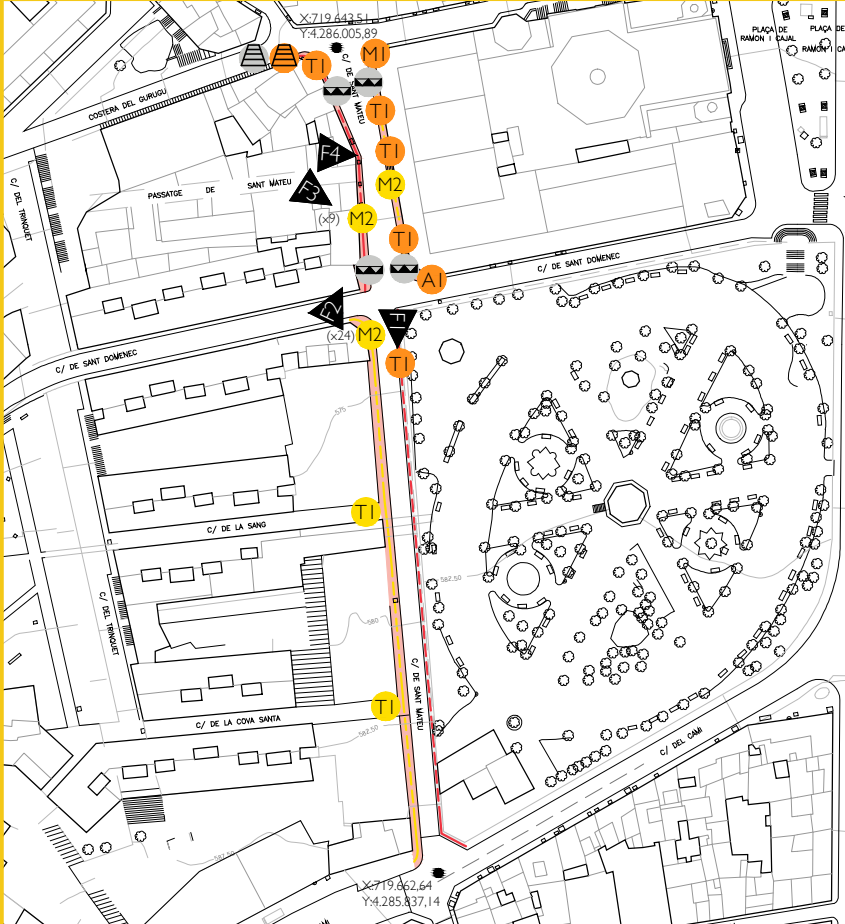 X:719.643,51
Y:4.286.005,89
PLAÇA DE
RAMON I CAJAL
PLAÇA DE
RAMON I CA
M1
T1
C/ DE SANT MATEU
COSTERA DEL GURUGU
T1
T1
F4
F3
M2
PASSATGE DE SANT MATEU
C/ DEL TRINQUET
(x9) M2
T1
A1
C/ DE SANT DOMENEC
F2
F1
(x24) M2
T1
C/ DE SANT DOMENEC
575
T1
C/ DE LA SANG
582,50
C/ DEL TRINQUET
580
C/ DE SANT MATEU
T1
C/ DE LA COVA SANTA
582,50
C/ DEL CAMI
587,50
X:719.662,64
Y:4.285.837,14